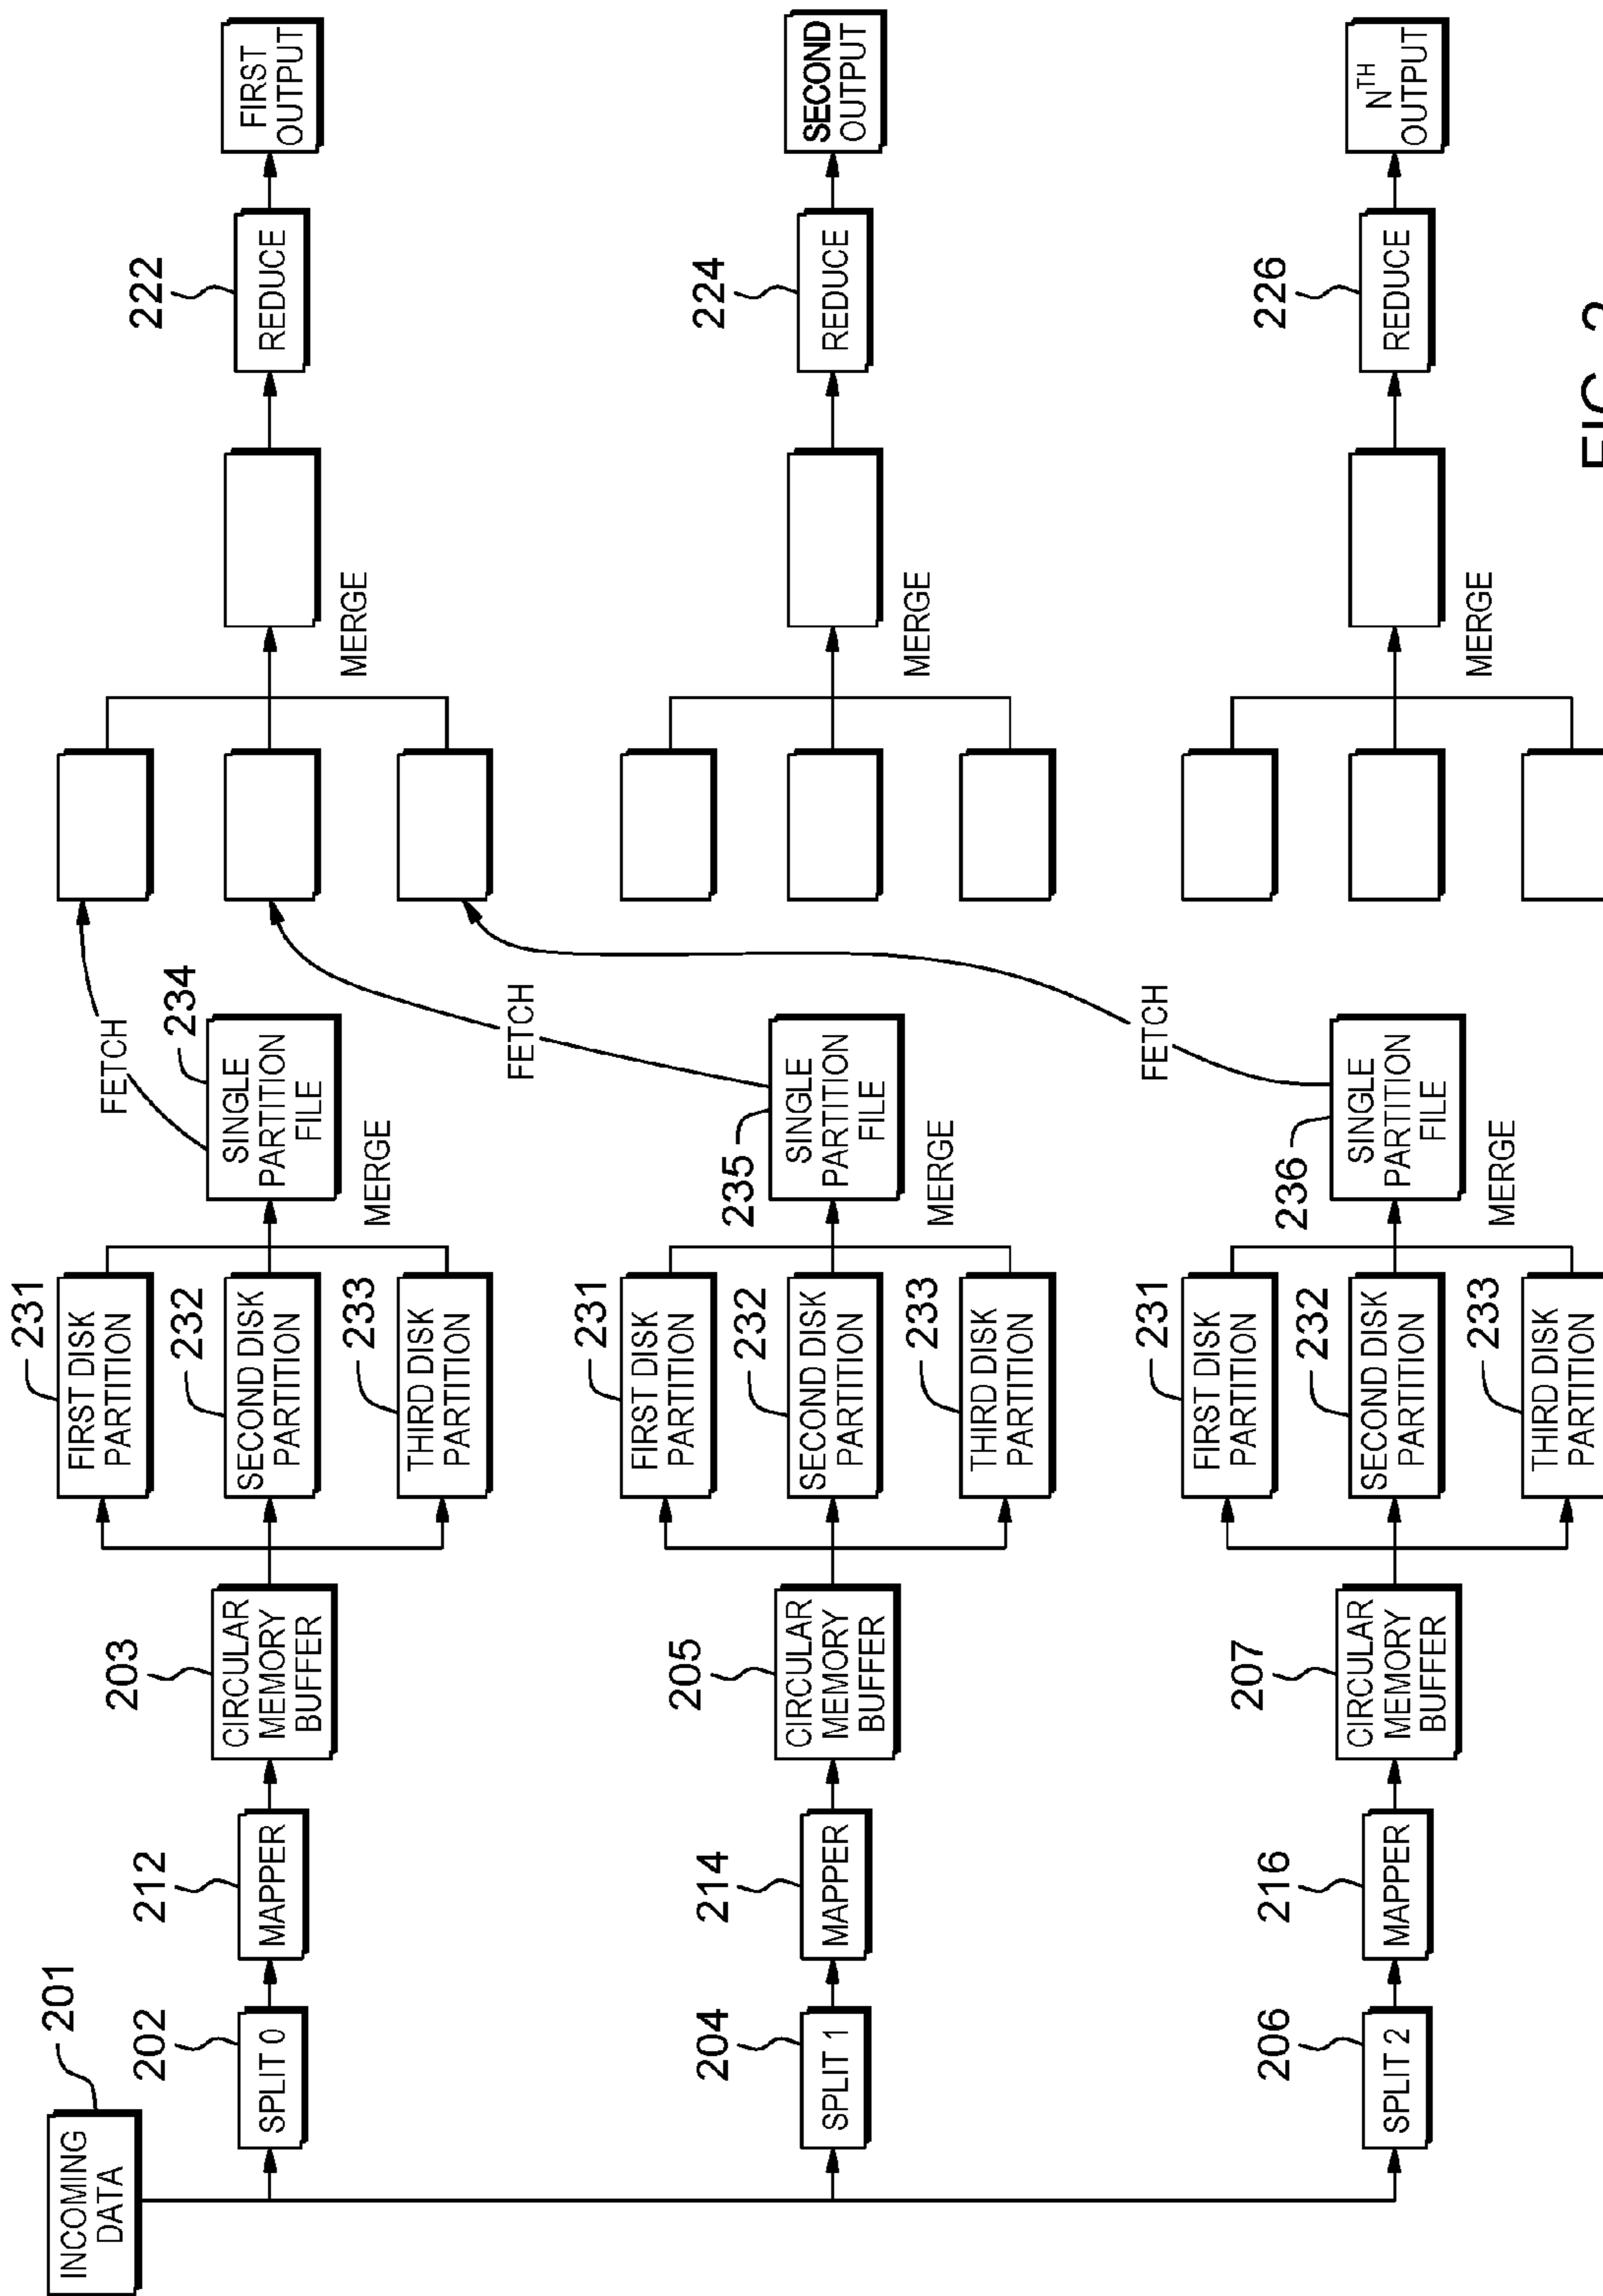 INCOMING
DATA
201
202
SPLIT 0
212
MAPPER
203
CIRCULAR
MEMORY
BUFFER
231
FIRST DISK
PARTITION
232
SECOND DISK
PARTITION
233
THIRD DISK
PARTITION
MERGE
234
SINGLE
PARTITION
FILE
FETCH
MERGE
222
REDUCE
FIRST
OUTPUT
204
SPLIT 1
214
MAPPER
205
CIRCULAR
MEMORY
BUFFER
231
FIRST DISK
PARTITION
232
SECOND DISK
PARTITION
233
THIRD DISK
PARTITION
MERGE
235
SINGLE
PARTITION
FILE
FETCH
MERGE
224
REDUCE
SECOND
OUTPUT
206
SPLIT 2
216
MAPPER
207
CIRCULAR
MEMORY
BUFFER
231
FIRST DISK
PARTITION
232
SECOND DISK
PARTITION
233
THIRD DISK
PARTITION
MERGE
236
SINGLE
PARTITION
FILE
FETCH
MERGE
226
REDUCE
NTH
OUTPUT
FIG. 2